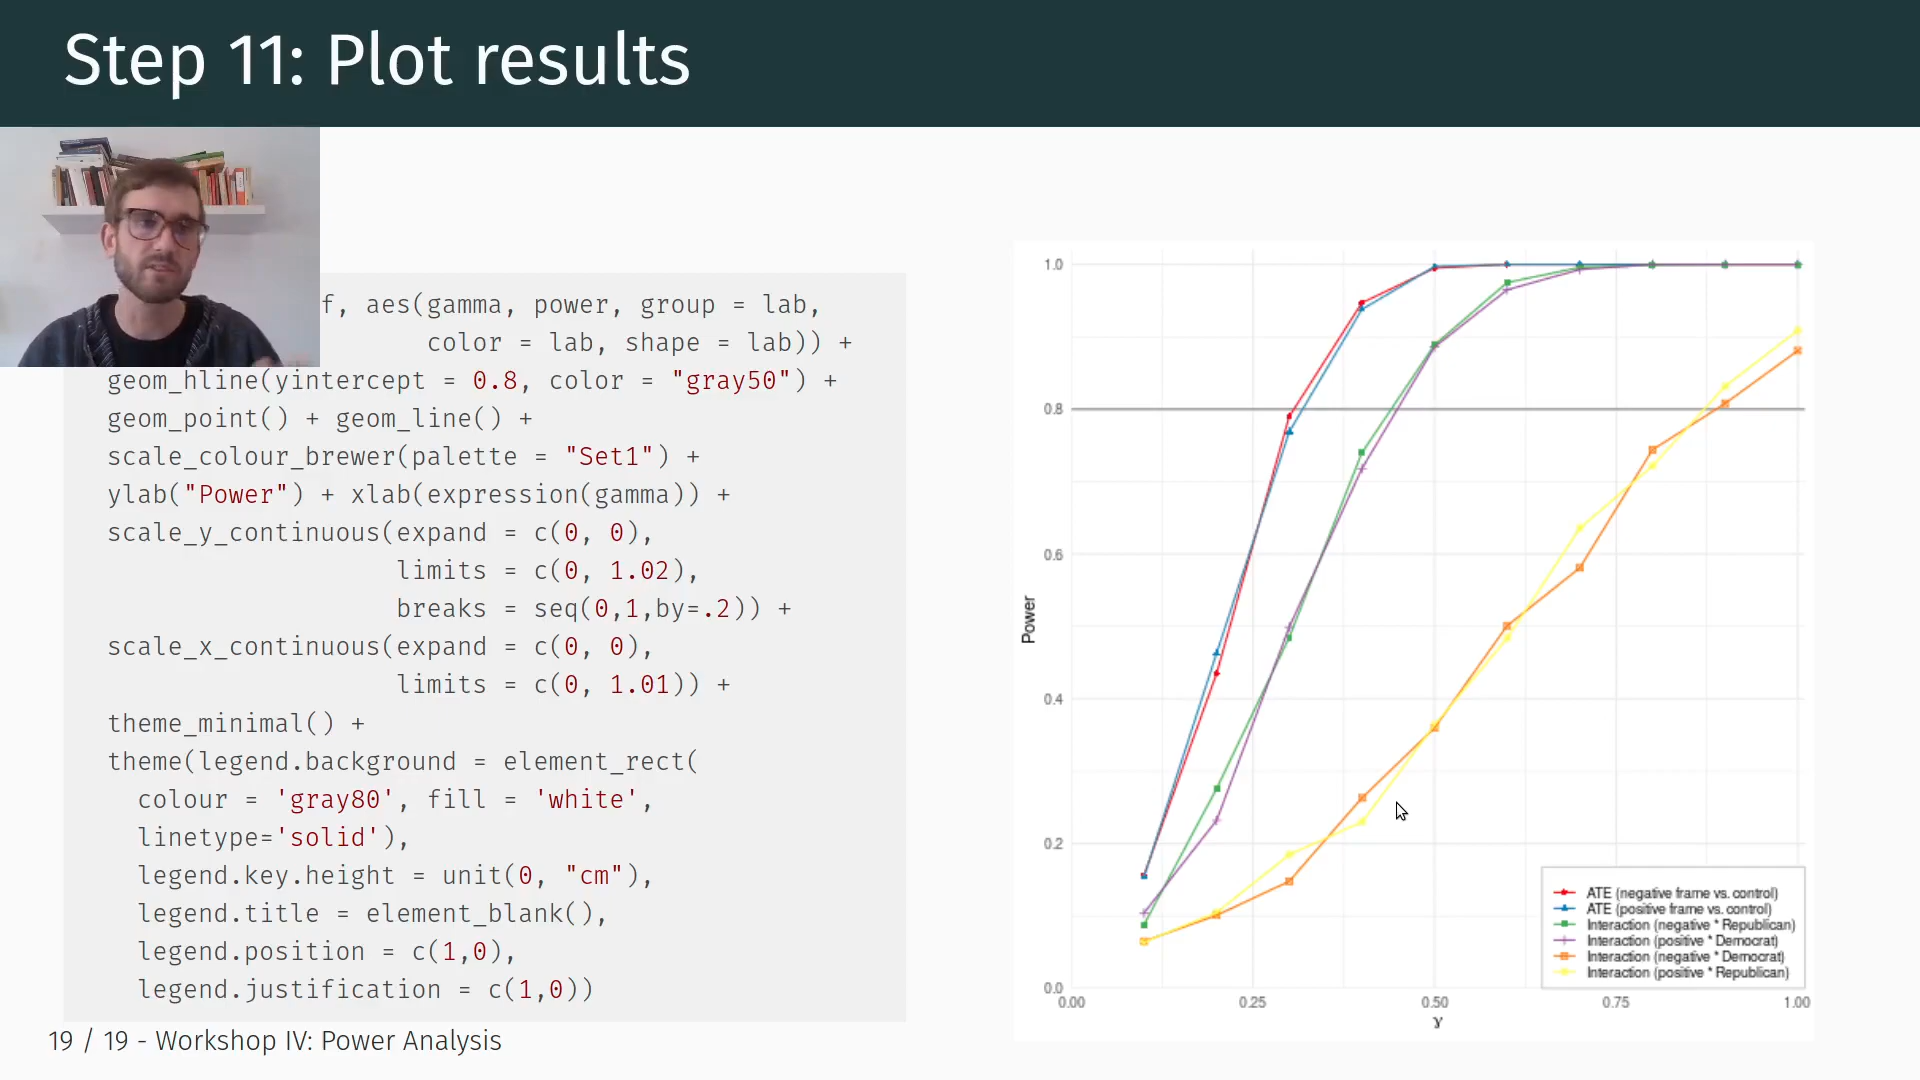 Step 11: Plot results
f, aes(gamma, power, group = lab,
color = lab, shape = lab)) +
geom_hline(yintercept = 0.8, color = "gray50") +
geom_point() + geom_line() +
scale_colour_brewer(palette = "Set1") +
ylab("Power") + xlab(expression(gamma)) +
scale_y_continuous(expand = c(0, 0),
limits = c(0, 1.02),
breaks = seq(0,1,by=.2)) +
scale_x_continuous(expand = c(0, 0),
limits = c(0, 1.01)) +
theme_minimal() +
theme(legend.background = element_rect(
colour = 'gray80', fill = 'white',
linetype='solid'),
legend.key.height = unit(0, "cm"),
legend.title = element_blank(),
legend.position = c(1,0),
legend.justification = c(1,0))
1.0
0.8
0.6
0.4
0.2
0.0
Power
0.00 0.25 0.50 0.75 1.00
γ
ATE (negative frame vs. control)
ATE (positive frame vs. control)
Interaction (negative * Republican)
Interaction (positive * Democrat)
Interaction (negative * Democrat)
Interaction (positive * Republican)
19 / 19 - Workshop IV: Power Analysis